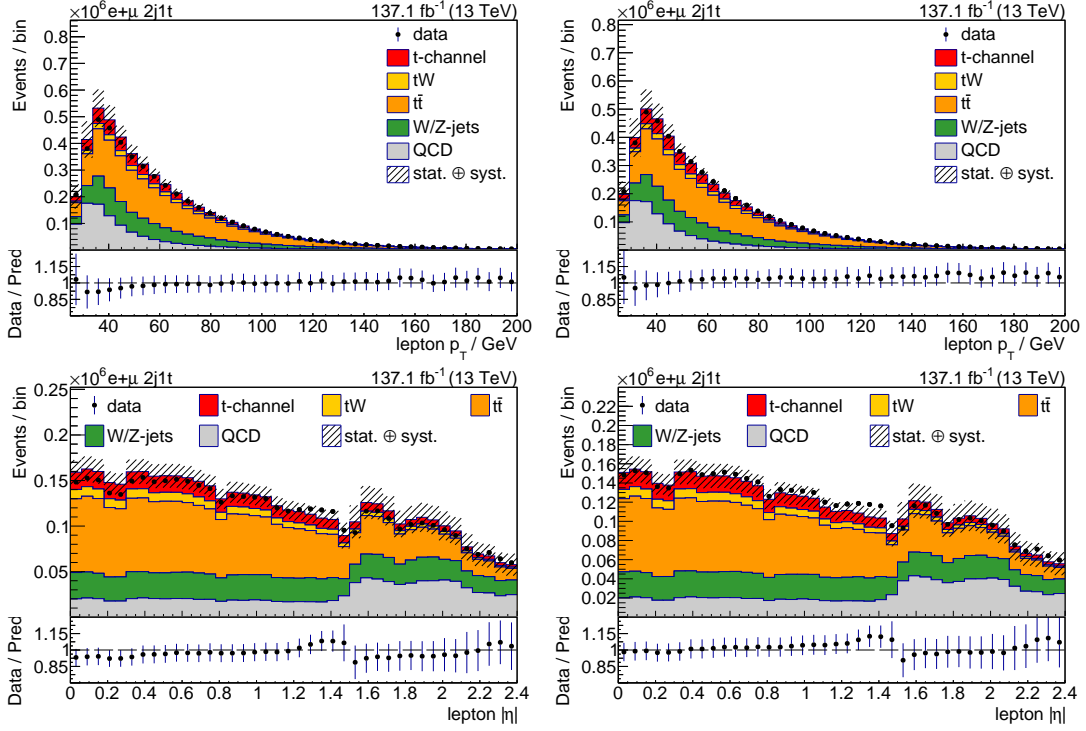 ×10⁶ e+μ 2j1t 137.1 fb⁻¹ (13 TeV)
Events / bin
0.8
0.7
0.6
0.5
0.4
0.3
0.2
0.1
data
t-channel
tW
tt̄
W/Z-jets
QCD
stat. ⊕ syst.
Data / Pred
1.15
1
0.85
40 60 80 100 120 140 160 180 200
lepton p_T / GeV
×10⁶ e+μ 2j1t 137.1 fb⁻¹ (13 TeV)
Events / bin
0.8
0.7
0.6
0.5
0.4
0.3
0.2
0.1
data
t-channel
tW
tt̄
W/Z-jets
QCD
stat. ⊕ syst.
Data / Pred
1.15
1
0.85
40 60 80 100 120 140 160 180 200
lepton p_T / GeV
×10⁶ e+μ 2j1t 137.1 fb⁻¹ (13 TeV)
Events / bin
0.25
0.2
0.15
0.1
0.05
data t-channel tW tt̄
W/Z-jets QCD stat. ⊕ syst.
Data / Pred
1.15
1
0.85
0 0.2 0.4 0.6 0.8 1 1.2 1.4 1.6 1.8 2 2.2 2.4
lepton |η|
×10⁶ e+μ 2j1t 137.1 fb⁻¹ (13 TeV)
Events / bin
0.22
0.2
0.18
0.16
0.14
0.12
0.1
0.08
0.06
0.04
0.02
data t-channel tW tt̄
W/Z-jets QCD stat. ⊕ syst.
Data / Pred
1.15
1
0.85
0 0.2 0.4 0.6 0.8 1 1.2 1.4 1.6 1.8 2 2.2 2.4
lepton |η|